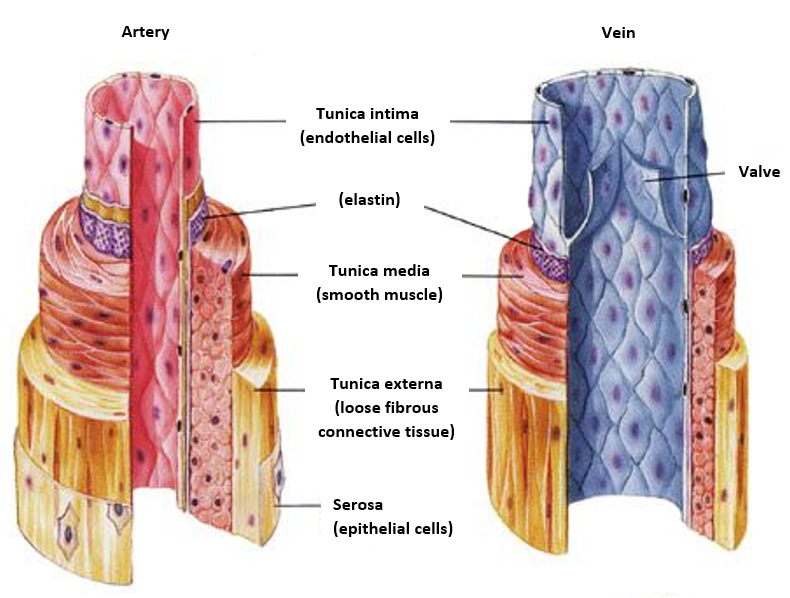 Artery
Vein
Tunica intima
(endothelial cells)
Valve
(elastin)
Tunica media
(smooth muscle)
Tunica externa
(loose fibrous
connective tissue)
Serosa
(epithelial cells)